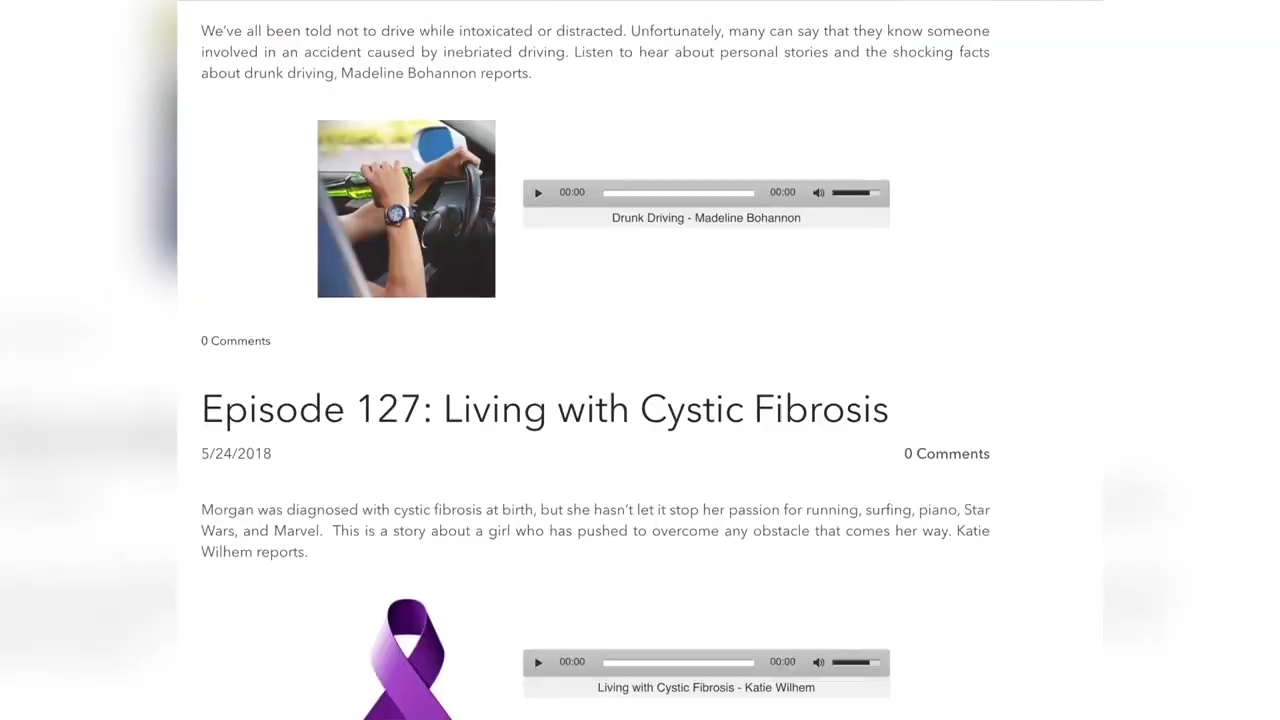 We've all been told not to drive while intoxicated or distracted. Unfortunately, many can say that they know someone
involved in an accident caused by inebriated driving. Listen to hear about personal stories and the shocking facts
about drunk driving, Madeline Bohannon reports.
00:00 00:00
Drunk Driving - Madeline Bohannon
0 Comments
Episode 127: Living with Cystic Fibrosis
5/24/2018 0 Comments
Morgan was diagnosed with cystic fibrosis at birth, but she hasn't let it stop her passion for running, surfing, piano, Star
Wars, and Marvel. This is a story about a girl who has pushed to overcome any obstacle that comes her way. Katie
Wilhem reports.
00:00 00:00
Living with Cystic Fibrosis - Katie Wilhem